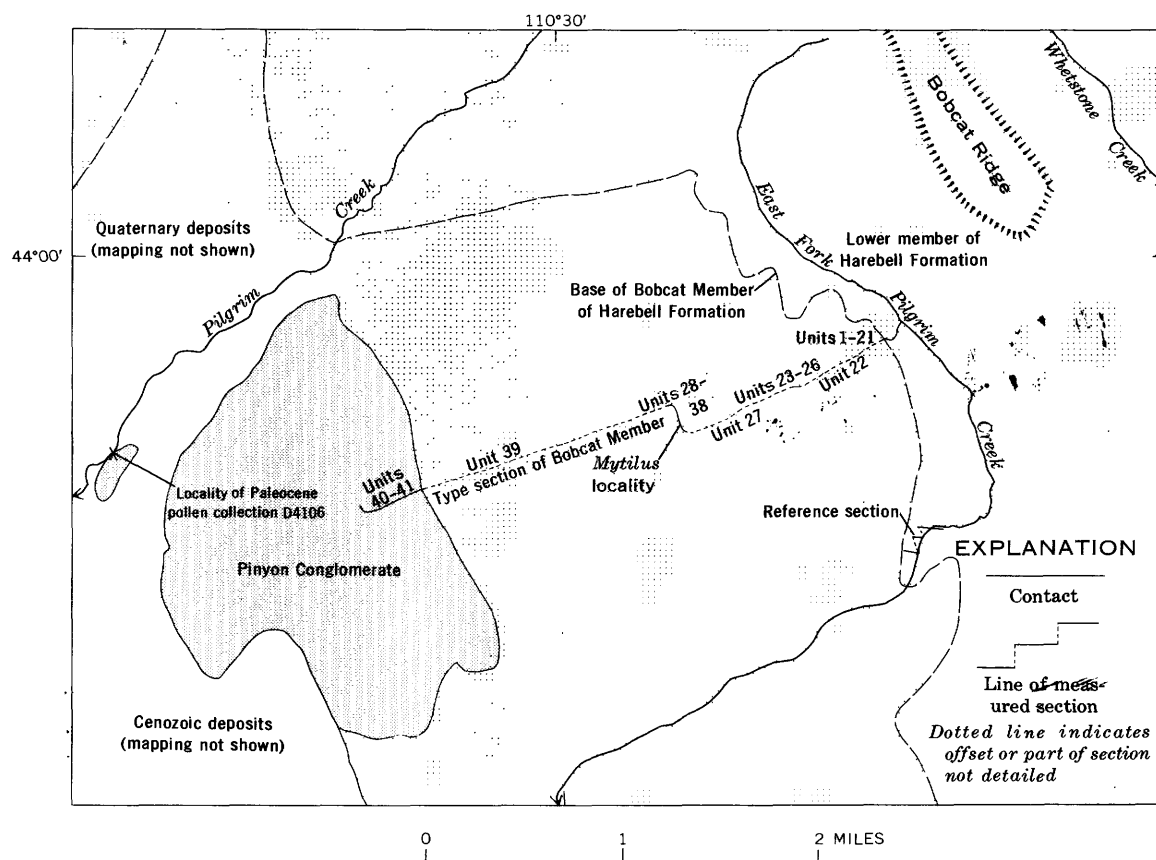 110°30'
Whetstone
Creek
Bobcat Ridge
Creek
East
Fork
Pilgrim
Creek
Quaternary deposits
(mapping not shown)
Lower member of
Harebell Formation
44°00'
Pilgrim
Base of Bobcat Member
of Harebell Formation
Units 1-21
Unit 22
Units 23-26
Unit 27
Units 28-
38
Mytilus
locality
Unit 39
Type section of Bobcat Member
Units
40-41
Locality of Paleocene
pollen collection D4106
Pinyon Conglomerate
Reference section
Cenozoic deposits
(mapping not shown)
EXPLANATION
Contact
Line of meas-
ured section
Dotted line indicates
offset or part of section
not detailed
0 1 2 MILES